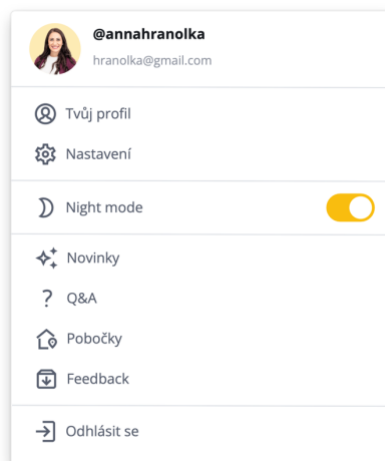 @annahranolka
hranolka@gmail.com
Tvůj profil
Nastavení
Night mode
Novinky
Q&A
Pobočky
Feedback
Odhlásit se